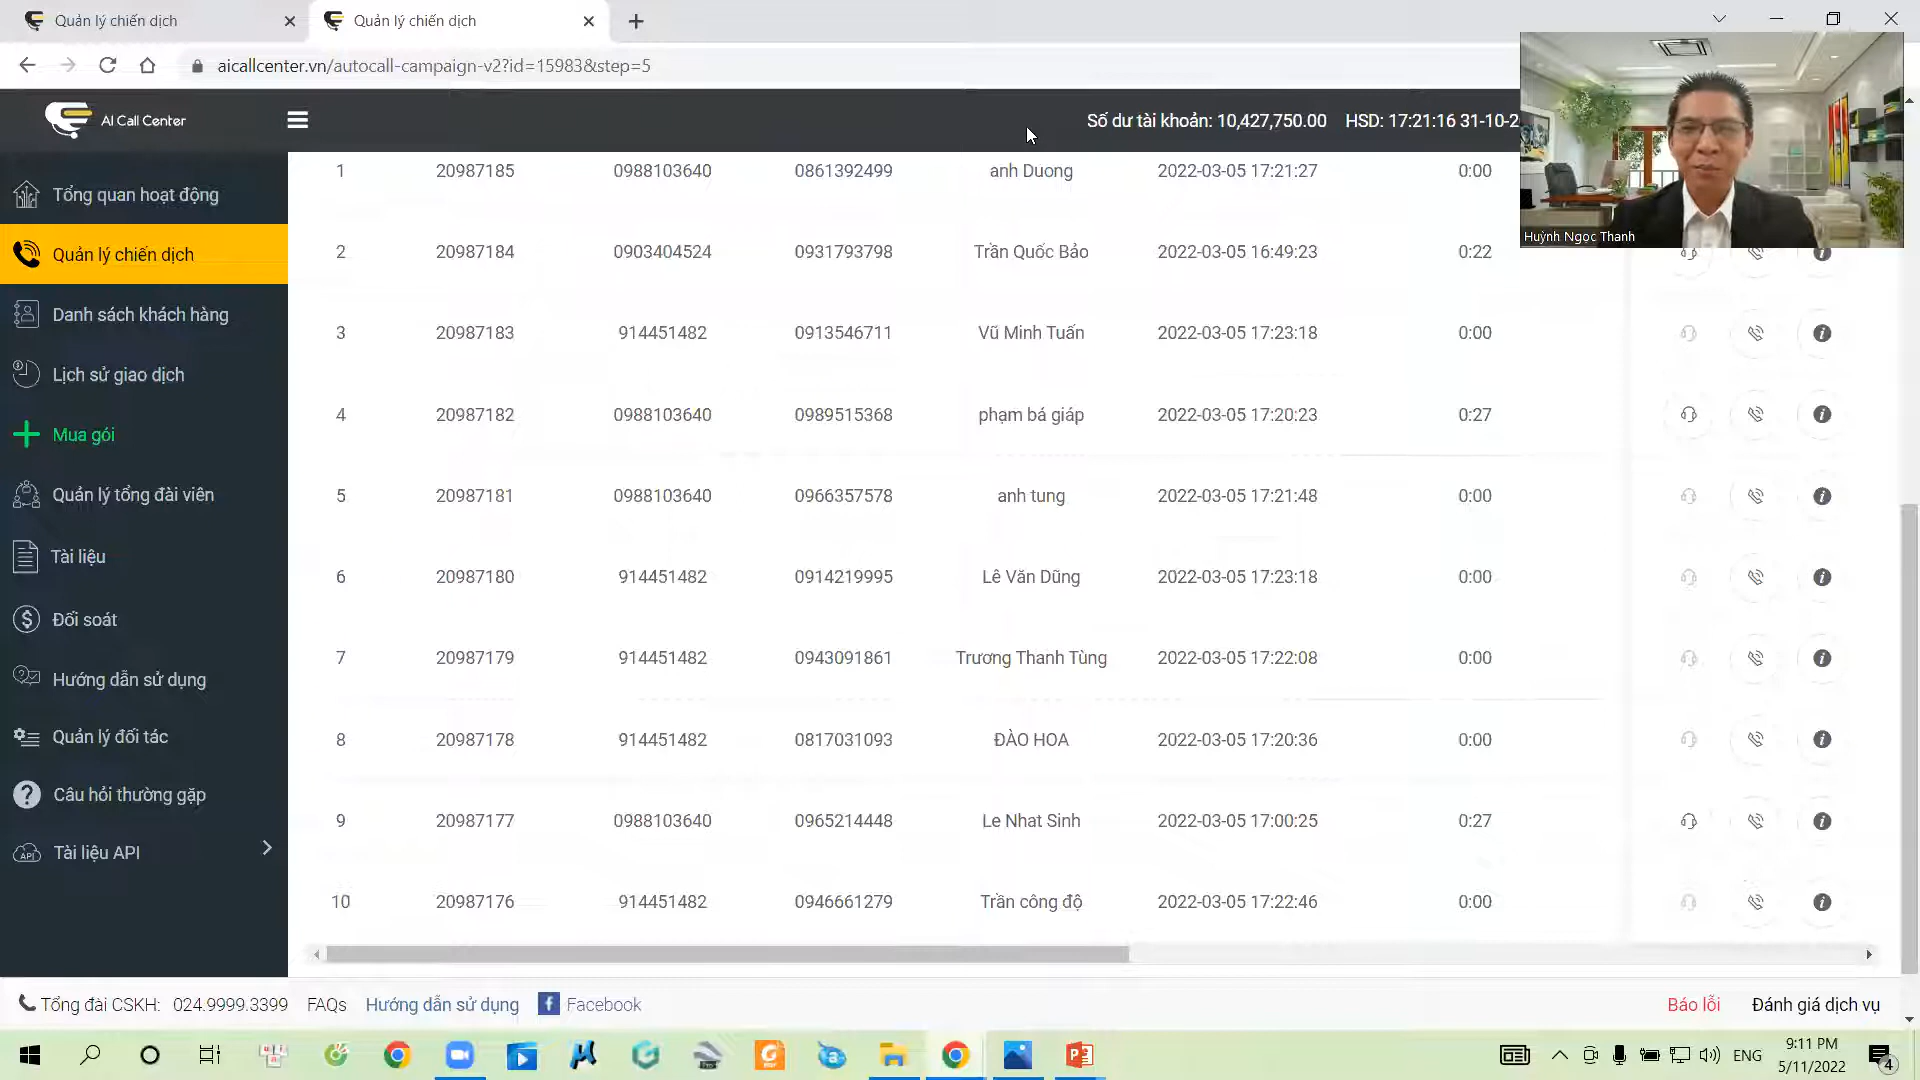 Quản lý chiến dịch
Quản lý chiến dịch
aicallcenter.vn/autocall-campaign-v2?id=15983&step=5
AI Call Center
Số dư tài khoản: 10,427,750.00 HSD: 17:21:16 31-10-2
Huỳnh Ngọc Thanh
Tổng quan hoạt động
Quản lý chiến dịch
Danh sách khách hàng
Lịch sử giao dịch
Mua gói
Quản lý tổng đài viên
Tài liệu
Đối soát
Hướng dẫn sử dụng
Quản lý đối tác
Câu hỏi thường gặp
API Tài liệu API
1 20987185 0988103640 0861392499 anh Duong 2022-03-05 17:21:27 0:00
2 20987184 0903404524 0931793798 Trần Quốc Bảo 2022-03-05 16:49:23 0:22
3 20987183 914451482 0913546711 Vũ Minh Tuấn 2022-03-05 17:23:18 0:00
4 20987182 0988103640 0989515368 phạm bá giáp 2022-03-05 17:20:23 0:27
5 20987181 0988103640 0966357578 anh tung 2022-03-05 17:21:48 0:00
6 20987180 914451482 0914219995 Lê Văn Dũng 2022-03-05 17:23:18 0:00
7 20987179 914451482 0943091861 Trương Thanh Tùng 2022-03-05 17:22:08 0:00
8 20987178 914451482 0817031093 ĐÀO HOA 2022-03-05 17:20:36 0:00
9 20987177 0988103640 0965214448 Le Nhat Sinh 2022-03-05 17:00:25 0:27
10 20987176 914451482 0946661279 Trần công độ 2022-03-05 17:22:46 0:00
Tổng đài CSKH: 024.9999.3399 FAQs Hướng dẫn sử dụng Facebook Báo lỗi Đánh giá dịch vụ
ENG
9:11 PM
5/11/2022
4